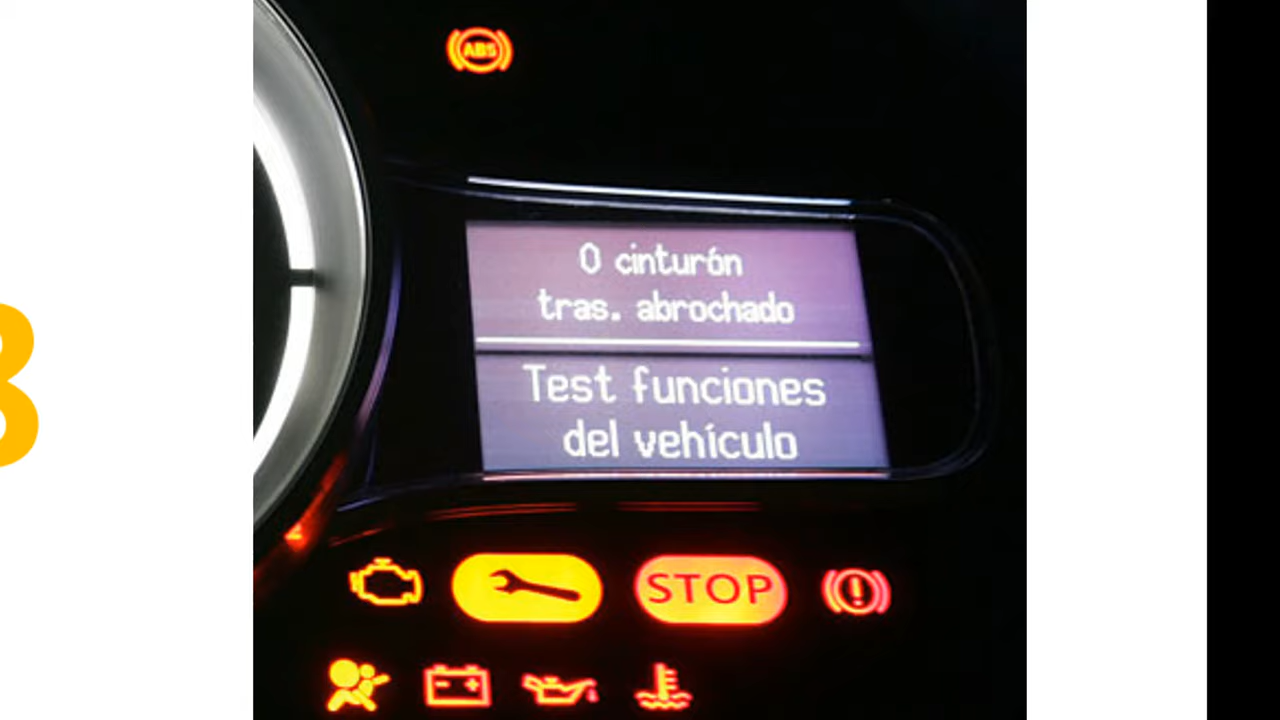 ABS
0 cinturón
tras. abrochado
Test funciones
del vehículo
STOP